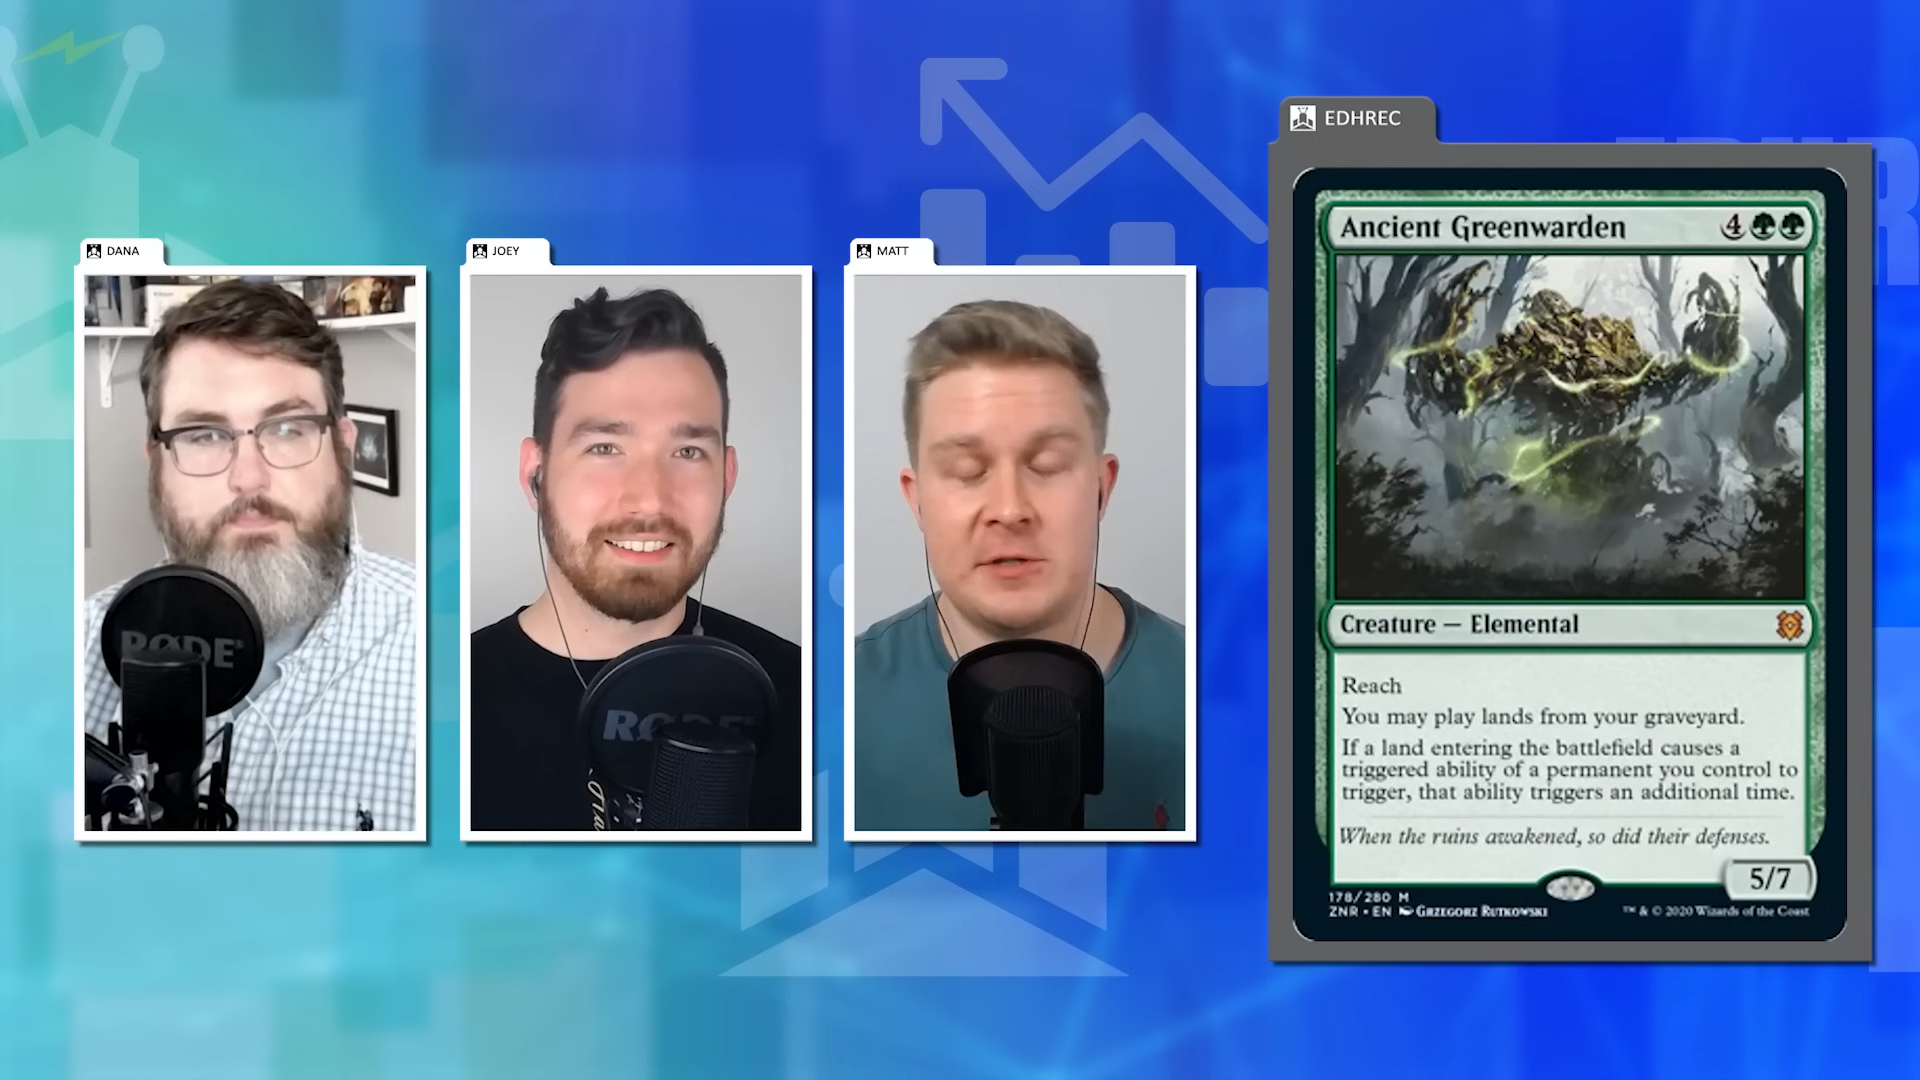 DANA
RØDE
JOEY
RØDE
MATT
EDHREC
Ancient Greenwarden 4
Creature — Elemental
Reach
You may play lands from your graveyard.
If a land entering the battlefield causes a
triggered ability of a permanent you control to
trigger, that ability triggers an additional time.
When the ruins awakened, so did their defenses.
5/7
178/280 M
ZNR • EN Grzegorz Rutkowski
™ & © 2020 Wizards of the Coast